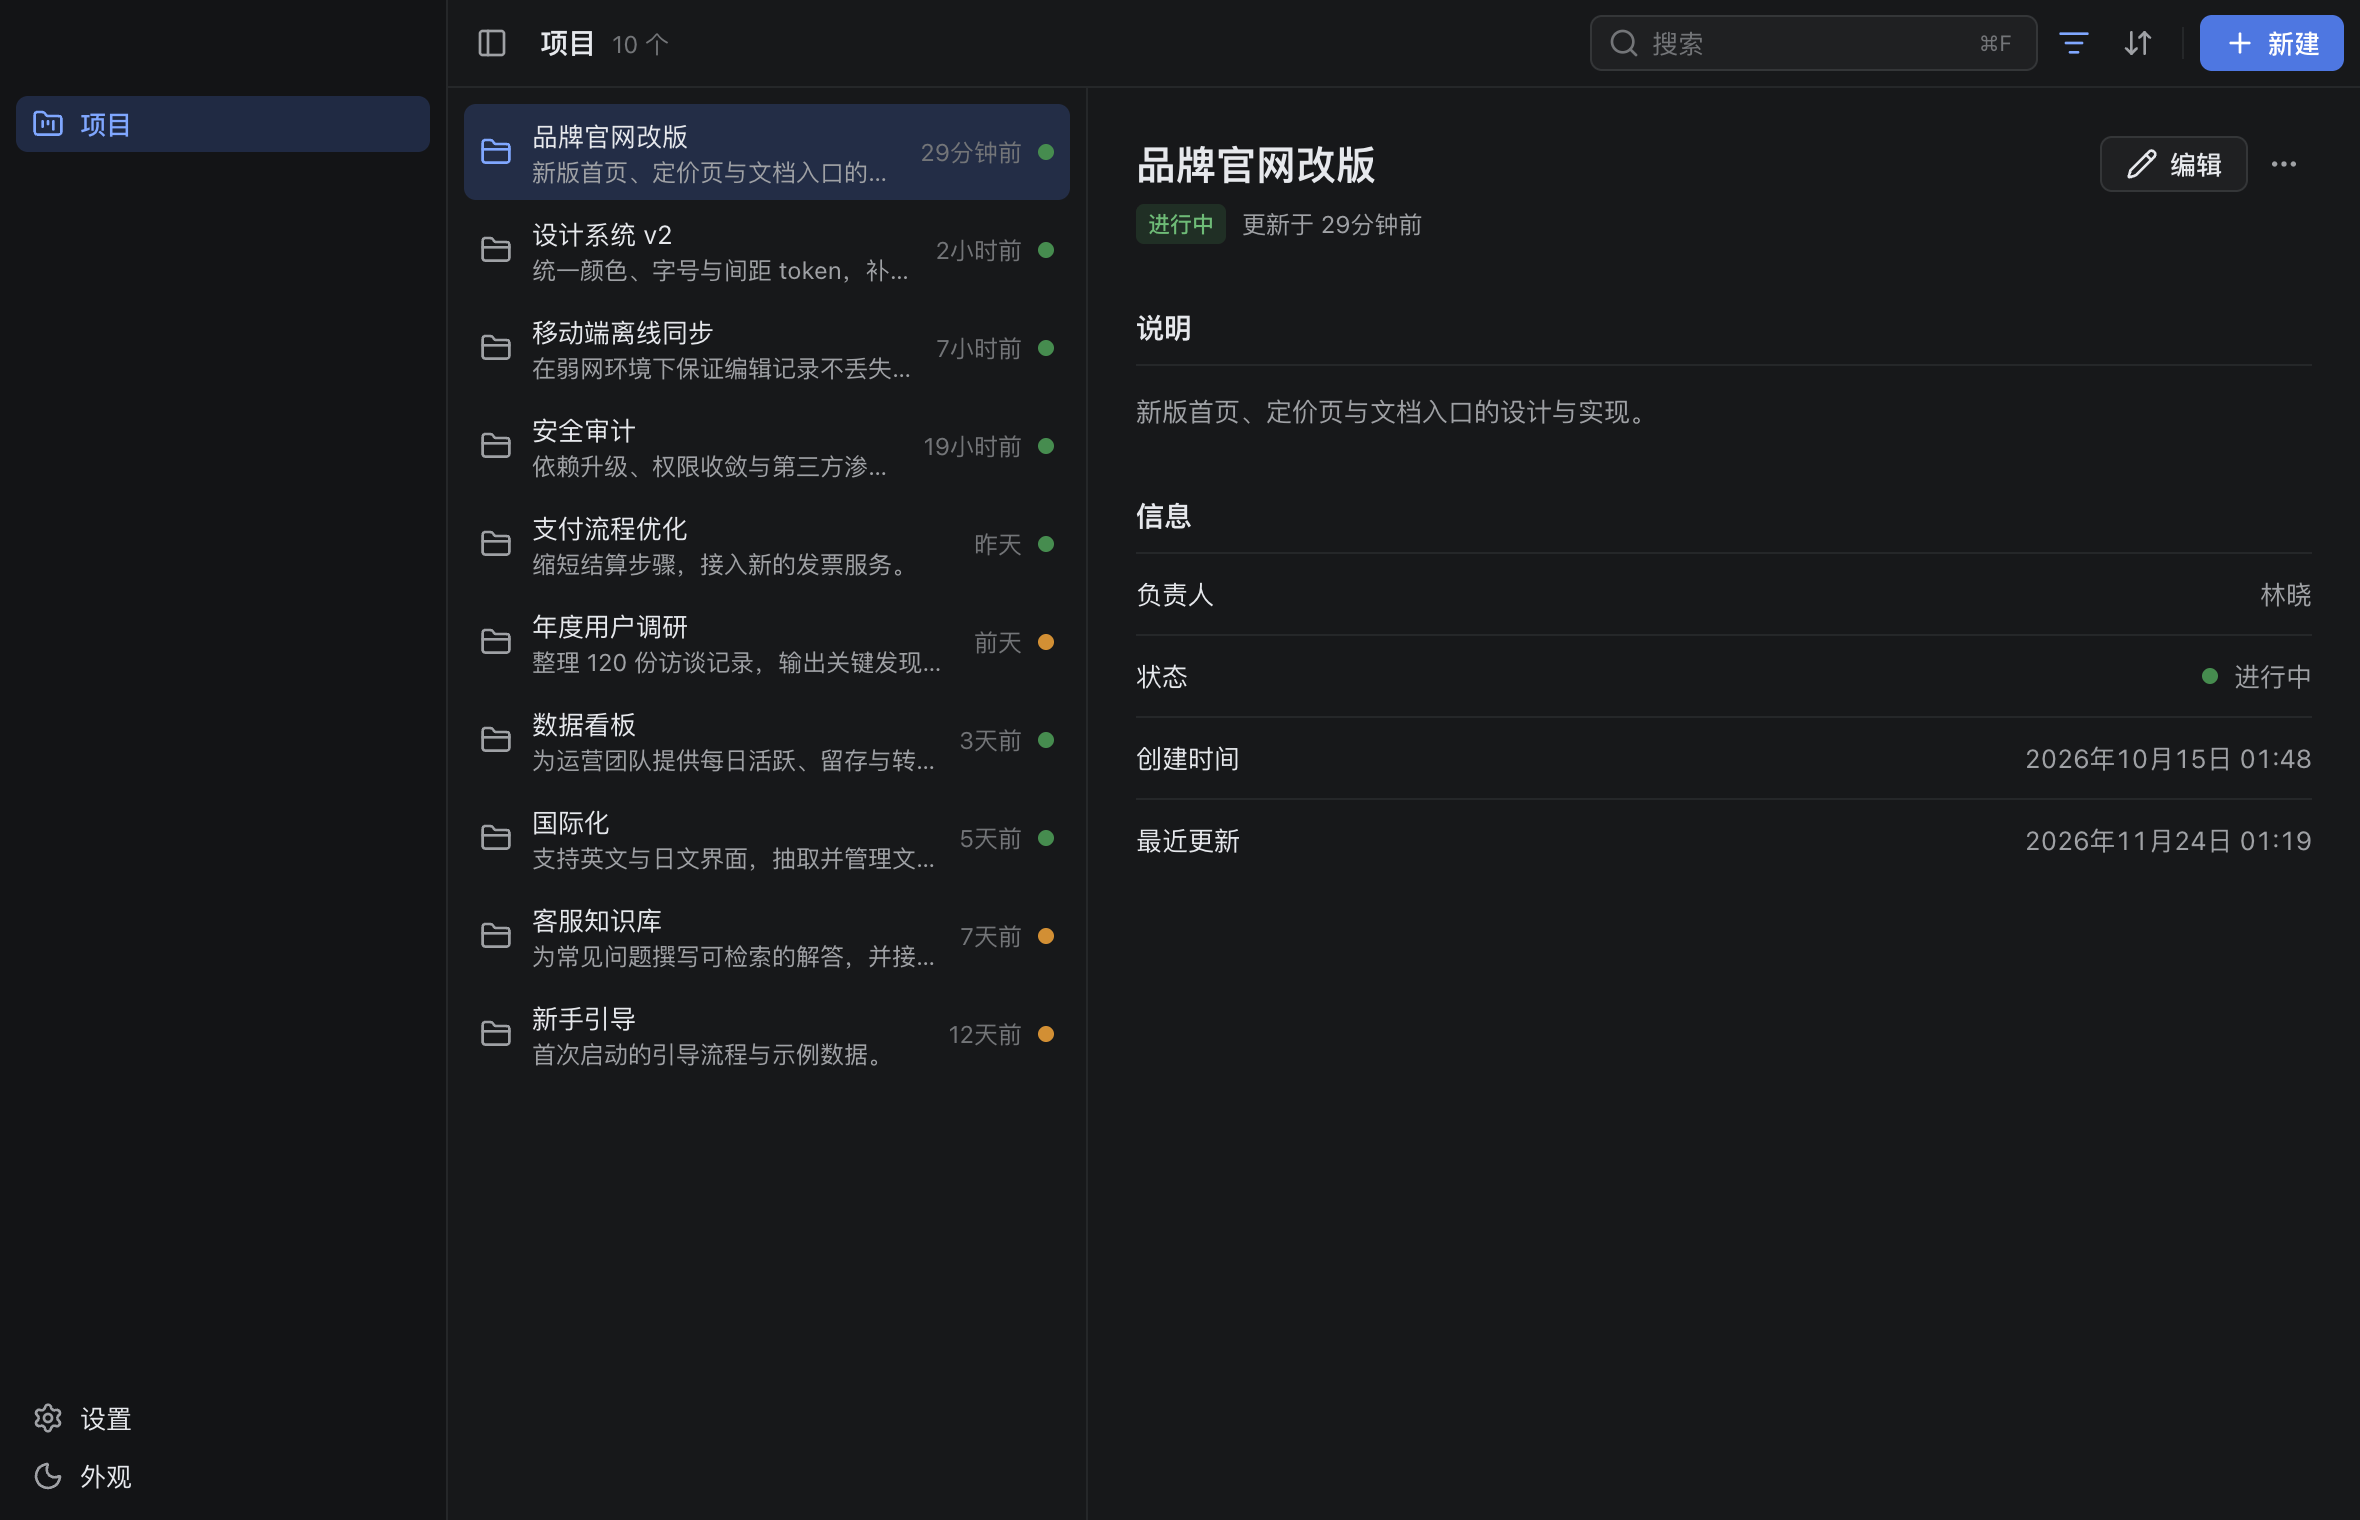 项目
设置
外观
项目 10 个
搜索 ⌘F
新建
品牌官网改版
新版首页、定价页与文档入口的...
29分钟前
设计系统 v2
统一颜色、字号与间距 token，补...
2小时前
移动端离线同步
在弱网环境下保证编辑记录不丢失...
7小时前
安全审计
依赖升级、权限收敛与第三方渗...
19小时前
支付流程优化
缩短结算步骤，接入新的发票服务。
昨天
年度用户调研
整理 120 份访谈记录，输出关键发现...
前天
数据看板
为运营团队提供每日活跃、留存与转...
3天前
国际化
支持英文与日文界面，抽取并管理文...
5天前
客服知识库
为常见问题撰写可检索的解答，并接...
7天前
新手引导
首次启动的引导流程与示例数据。
12天前
品牌官网改版
编辑
进行中 更新于 29分钟前
说明
新版首页、定价页与文档入口的设计与实现。
信息
负责人 林晓
状态 进行中
创建时间 2026年10月15日 01:48
最近更新 2026年11月24日 01:19